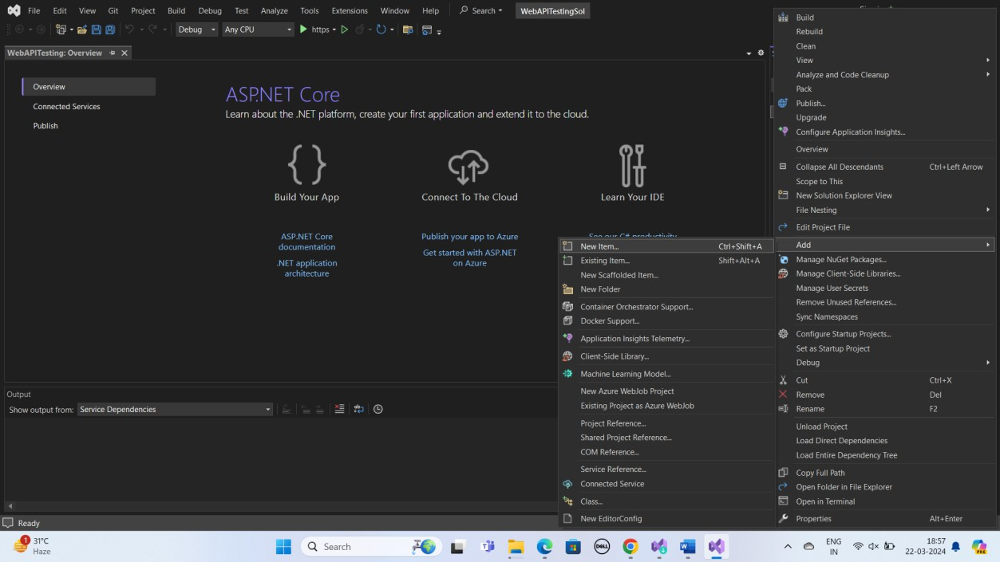 File Edit View Git Project Build Debug Test Analyze Tools Extensions Window Help Search WebAPITestingSol
Debug Any CPU https
WebAPITesting: Overview
Overview
Connected Services
Publish
ASP.NET Core
Learn about the .NET platform, create your first application and extend it to the cloud.
Build Your App
Connect To The Cloud
Learn Your IDE
ASP.NET Core
documentation
.NET application
architecture
Publish your app to Azure
Get started with ASP.NET
on Azure
See our C# productivity
Output
Show output from: Service Dependencies
Ready
New Item... Ctrl+Shift+A
Existing Item... Shift+Alt+A
New Scaffolded Item...
New Folder
Container Orchestrator Support...
Docker Support...
Application Insights Telemetry...
Client-Side Library...
Machine Learning Model...
New Azure WebJob Project
Existing Project as Azure WebJob
Project Reference...
Shared Project Reference...
COM Reference...
Service Reference...
Connected Service
Class...
New EditorConfig
Build
Rebuild
Clean
View
Analyze and Code Cleanup
Pack
Publish...
Upgrade
Configure Application Insights...
Overview
Collapse All Descendants Ctrl+Left Arrow
Scope to This
New Solution Explorer View
File Nesting
Edit Project File
Add
Manage NuGet Packages...
Manage Client-Side Libraries...
Manage User Secrets
Remove Unused References...
Sync Namespaces
Configure Startup Projects...
Set as Startup Project
Debug
Cut Ctrl+X
Remove Del
Rename F2
Unload Project
Load Direct Dependencies
Load Entire Dependency Tree
Copy Full Path
Open Folder in File Explorer
Open in Terminal
Properties Alt+Enter
1
31°C
Haze
Search
DELL
ENG
IN
18:57
22-03-2024
PRE